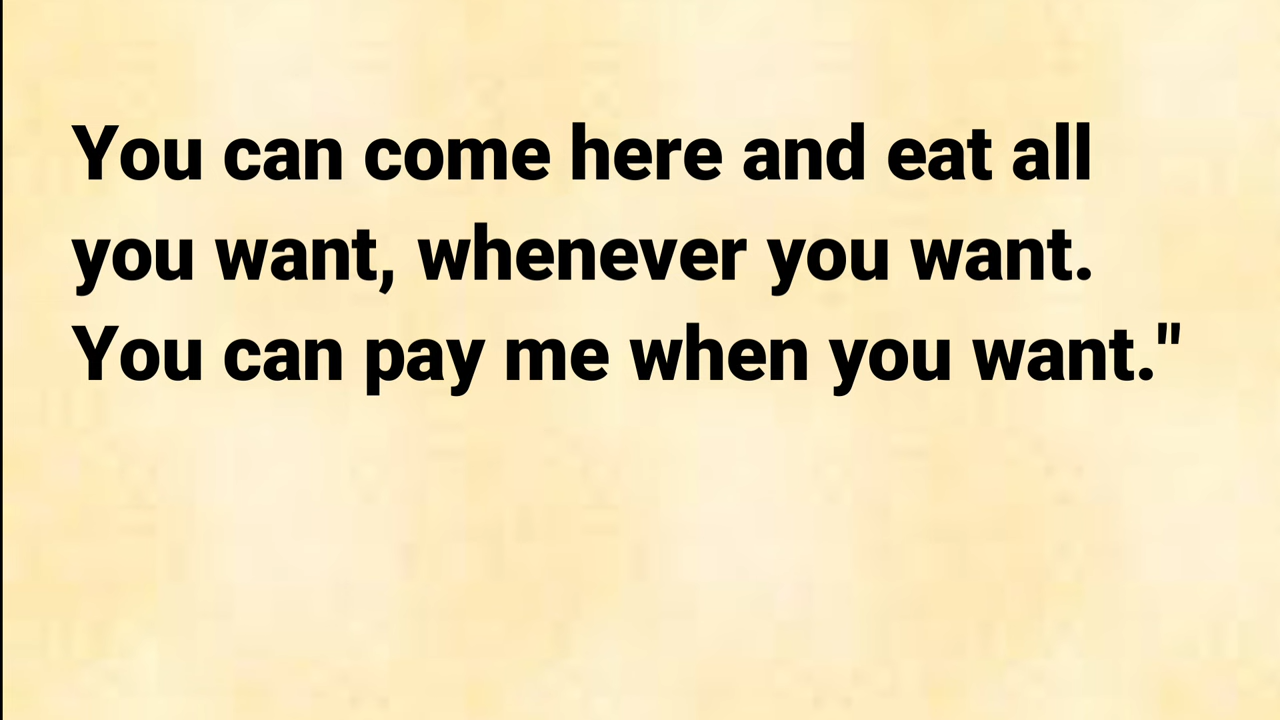 You can come here and eat all
you want, whenever you want.
You can pay me when you want."